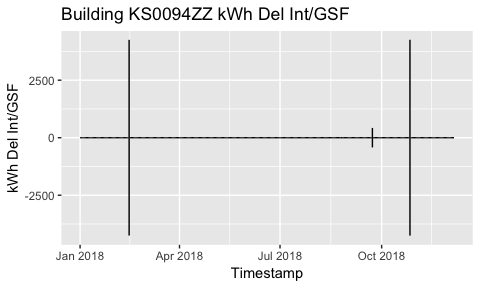 Building KS0094ZZ kWh Del Int/GSF
kWh Del Int/GSF
2500
0
-2500
Jan 2018
Apr 2018
Jul 2018
Oct 2018
Timestamp